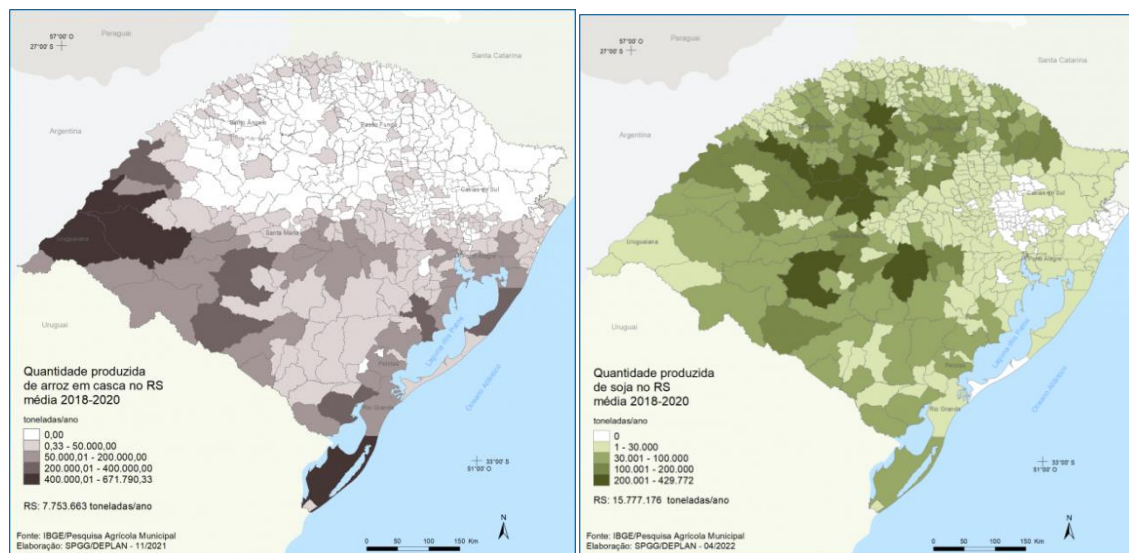 57°00' O
27°00' S
Paraguai
Santa Catarina
Argentina
Santo Ângelo
Passo Fundo
Caxias do Sul
Uruguaiana
Santa Maria
Porto Alegre
Uruguai
Laguna dos Patos
Pelotas
Oceano Atlântico
Rio Grande
33°00' S
51°00' O
Quantidade produzida
de arroz em casca no RS
média 2018-2020
toneladas/ano
0,00
0,33 - 50.000,00
50.000,01 - 200.000,00
200.000,01 - 400.000,00
400.000,01 - 671.790,33
RS: 7.753.663 toneladas/ano
N
Fonte: IBGE/Pesquisa Agrícola Municipal
Elaboração: SPGG/DEPLAN - 11/2021
0 50 100 150 Km
57°00' O
27°00' S
Paraguai
Santa Catarina
Argentina
Caxias do Sul
Uruguaiana
Porto Alegre
Uruguai
Laguna dos Patos
Pelotas
Oceano Atlântico
Rio Grande
33°00' S
51°00' O
Quantidade produzida
de soja no RS
média 2018-2020
toneladas/ano
0
1 - 30.000
30.001 - 100.000
100.001 - 200.000
200.001 - 429.772
RS: 15.777.176 toneladas/ano
N
Fonte: IBGE/Pesquisa Agrícola Municipal
Elaboração: SPGG/DEPLAN - 04/2022
0 50 100 150 Km